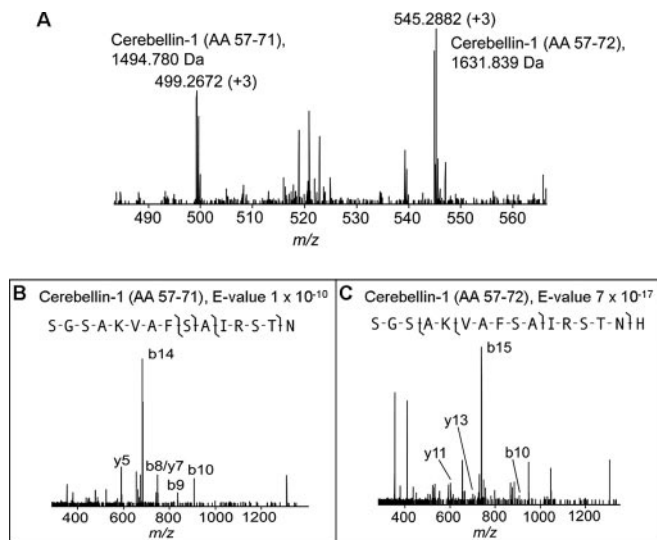 A
545.2882 (+3)
Cerebellin-1 (AA 57-71),
1494.780 Da
499.2672 (+3)
Cerebellin-1 (AA 57-72),
1631.839 Da
490 500 510 520 530 540 550 560
m/z
B Cerebellin-1 (AA 57-71), E-value 1 x 10⁻¹⁰
S-G-S-A-K-V-A-F-S-A-I-R-S-T-N
b14
y5
b8/y7
b9
b10
400 600 800 1000 1200
m/z
C Cerebellin-1 (AA 57-72), E-value 7 x 10⁻¹⁷
S-G-S-A-K-V-A-F-S-A-I-R-S-T-N-H
b15
y13
y11
b10
400 600 800 1000 1200
m/z